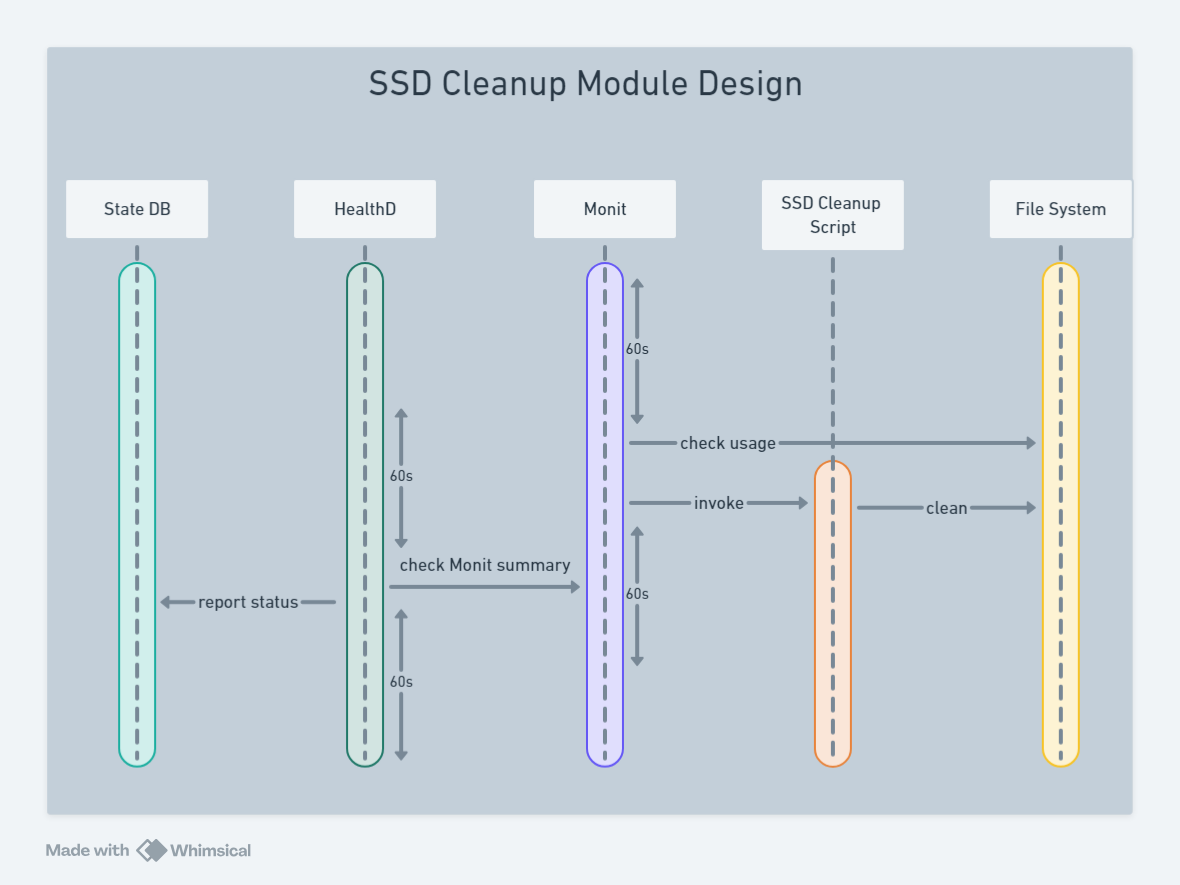 SSD Cleanup Module Design
State DB
HealthD
Monit
SSD Cleanup
Script
File System
60s
check usage
60s
invoke
clean
check Monit summary
60s
report status
60s
Made with Whimsical